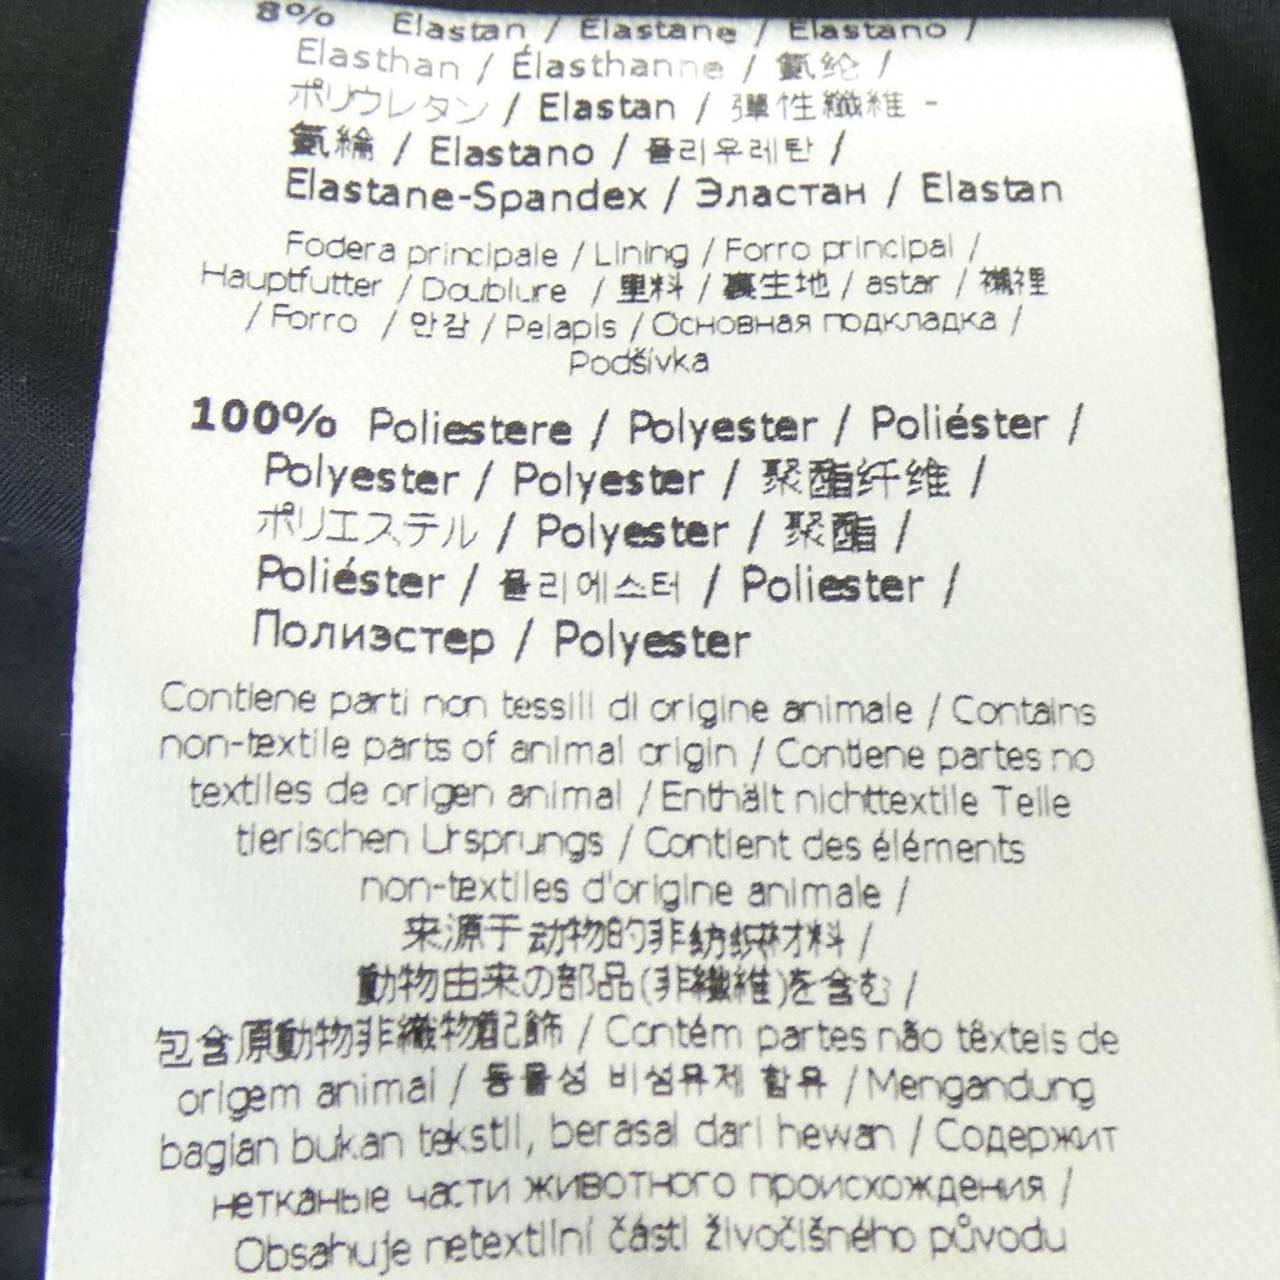 8% Elastan / Elastane / Elastano /
Elasthan / Élasthanne / 氨纶 /
ポリウレタン / Elastan / 彈性纖維 -
氨綸 / Elastano / 폴리우레탄 /
Elastane-Spandex / Эластан / Elastan
Fodera principale / Lining / Forro principal /
Hauptfutter / Doublure / 里料 / 裏生地 / astar / 襯裡
/ Forro / 안감 / Pelapis / Основная подкладка /
Podšívka
100% Poliestere / Polyester / Poliéster /
Polyester / Polyester / 聚酯纤维 /
ポリエステル / Polyester / 聚酯 /
Poliéster / 폴리에스터 / Poliester /
Полиэстер / Polyester
Contiene parti non tessili di origine animale / Contains
non-textile parts of animal origin / Contiene partes no
textiles de origen animal / Enthält nichttextile Teile
tierischen Ursprungs / Contient des éléments
non-textiles d'origine animale /
来源于动物的非纺织材料 /
動物由来の部品(非繊維)を含む /
包含原動物非織物配飾 / Contém partes não têxteis de
origem animal / 동물성 비섬유제 함유 / Mengandung
bagian bukan tekstil, berasal dari hewan / Содержит
нетканые части животного происхождения /
Obsahuje netextilní části živočišného původu